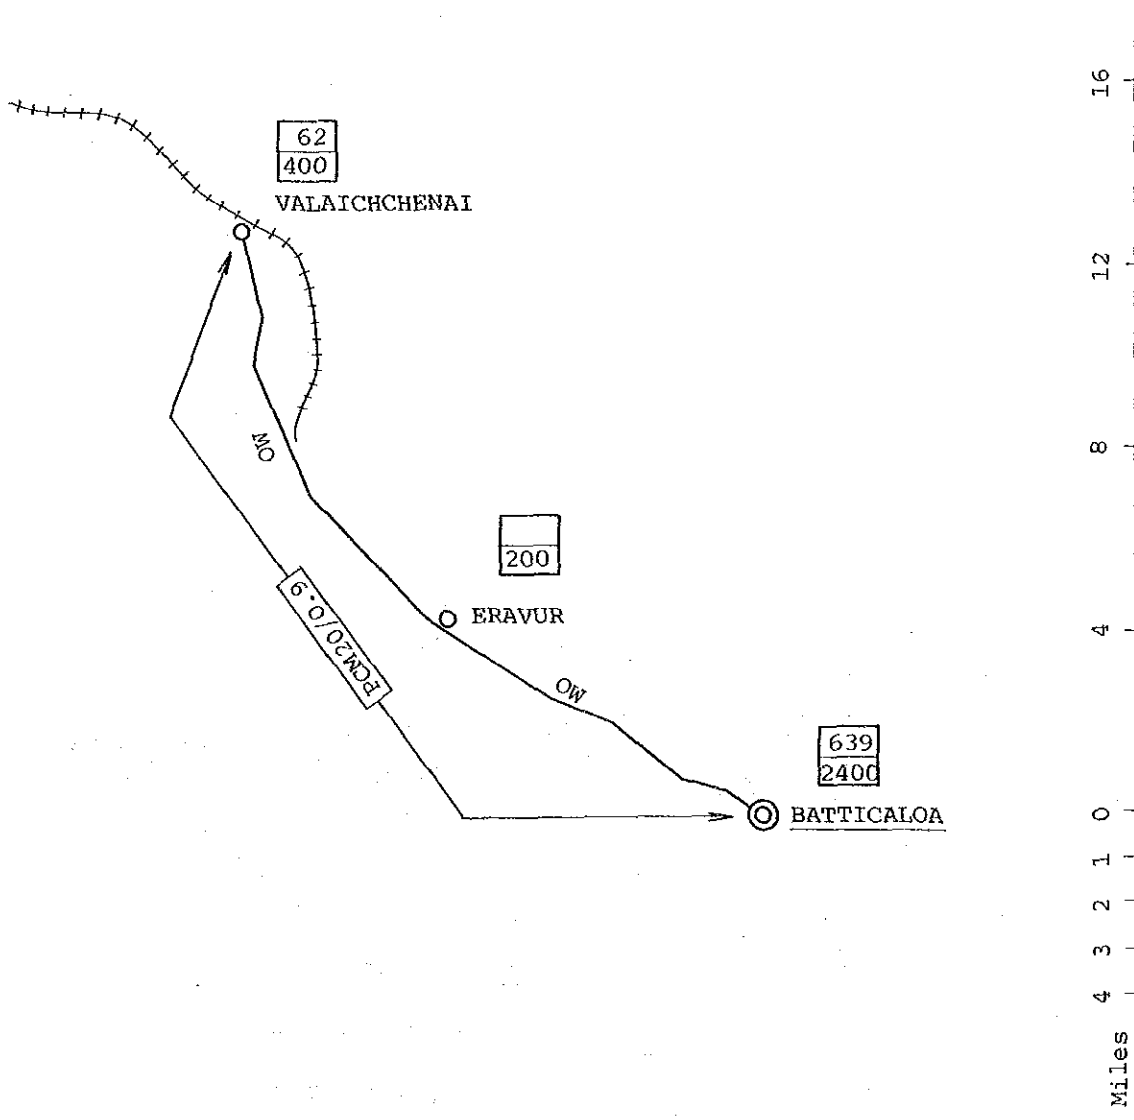 16
62
400
VALAICHCHENAI
12
OW
8
200
PCM20/0.9
ERAVUR
4
OW
639
2400
BATTICALOA
0
1
2
3
4
Miles